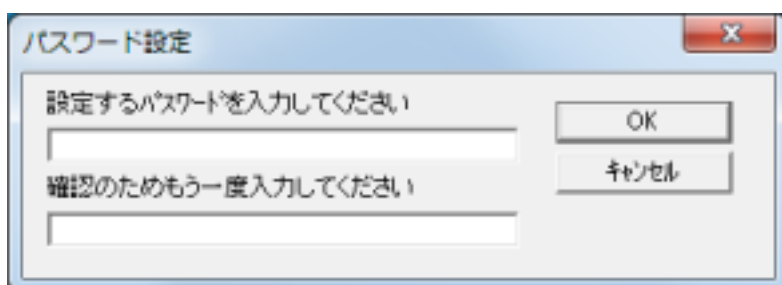 パスワード設定
設定するパスワードを入力してください
OK
確認のためもう一度入力してください
キャンセル